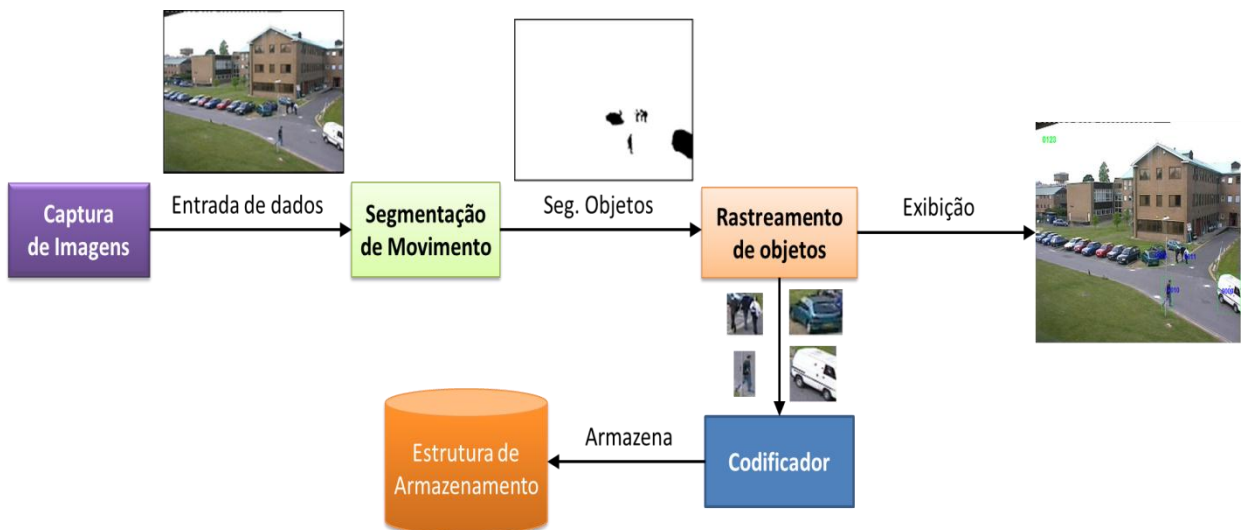 Captura
de Imagens
Entrada de dados
Segmentação
de Movimento
Seg. Objetos
Rastreamento
de objetos
Exibição
0123
Estrutura de
Armazenamento
Armazena
Codificador